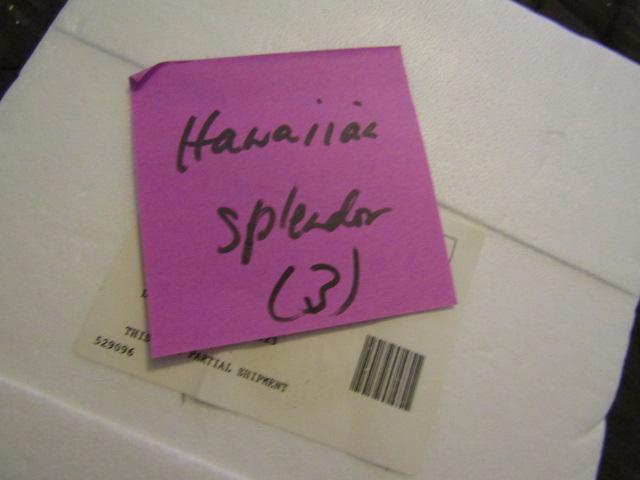 Hawaiian
splendor
(3)
THIS
PARTIAL SHIPMENT
529096